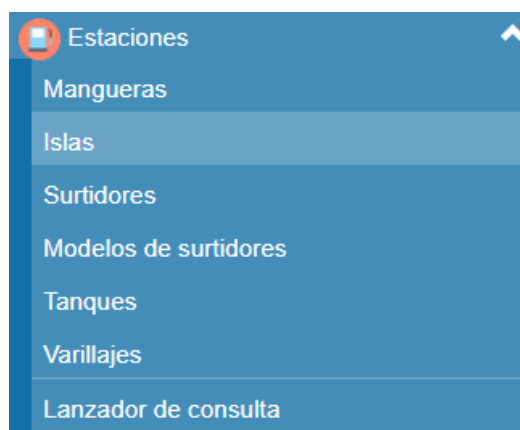 Estaciones
Mangueras
Islas
Surtidores
Modelos de surtidores
Tanques
Varillajes
Lanzador de consulta